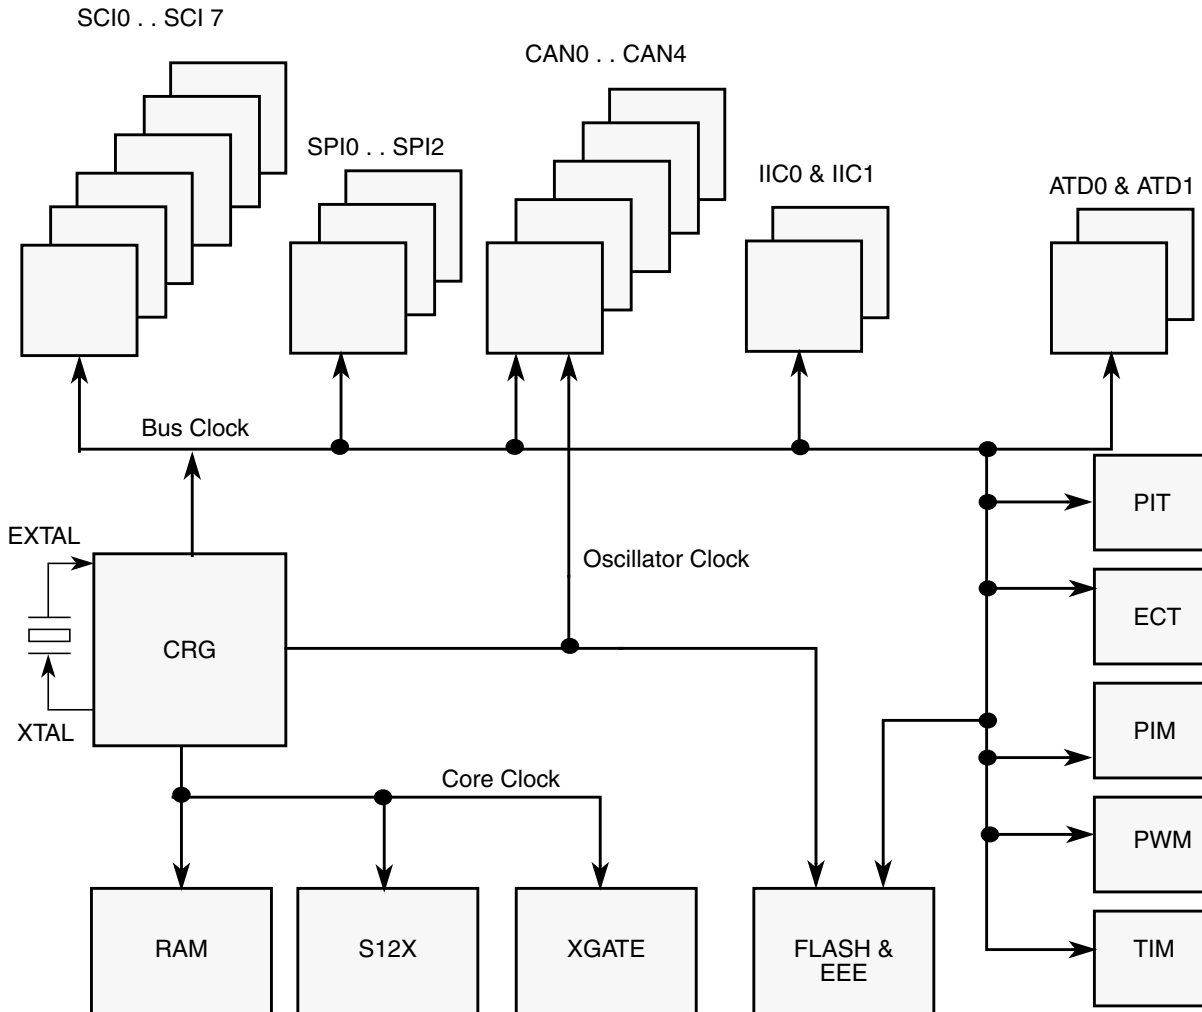 SCI0 . . SCI 7
CAN0 . . CAN4
SPI0 . . SPI2
IIC0 & IIC1
ATD0 & ATD1
Bus Clock
EXTAL
PIT
Oscillator Clock
ECT
CRG
XTAL
PIM
Core Clock
PWM
RAM
S12X
XGATE
FLASH &
EEE
TIM